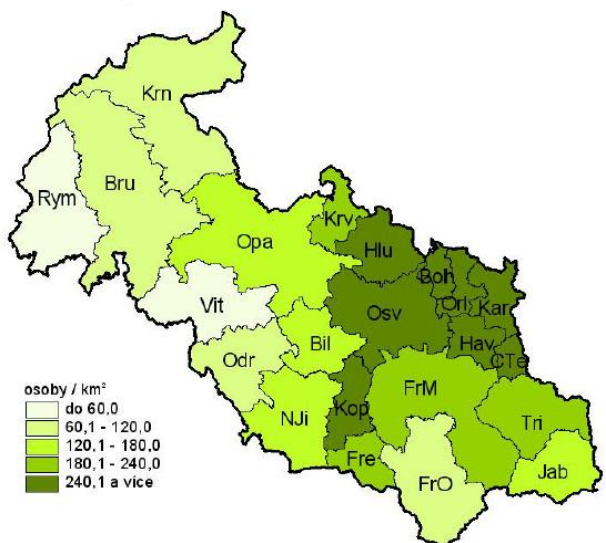 Krn
Bru
Rym
Krv
Opa
Hlu
Boh
Vit
Osv
Orl
Kar
Bil
Hav
CTe
Odr
NJi
Kop
FrM
Tri
Fre
FrO
Jab
osoby / km²
do 60,0
60,1 - 120,0
120,1 - 180,0
180,1 - 240,0
240,1 a více